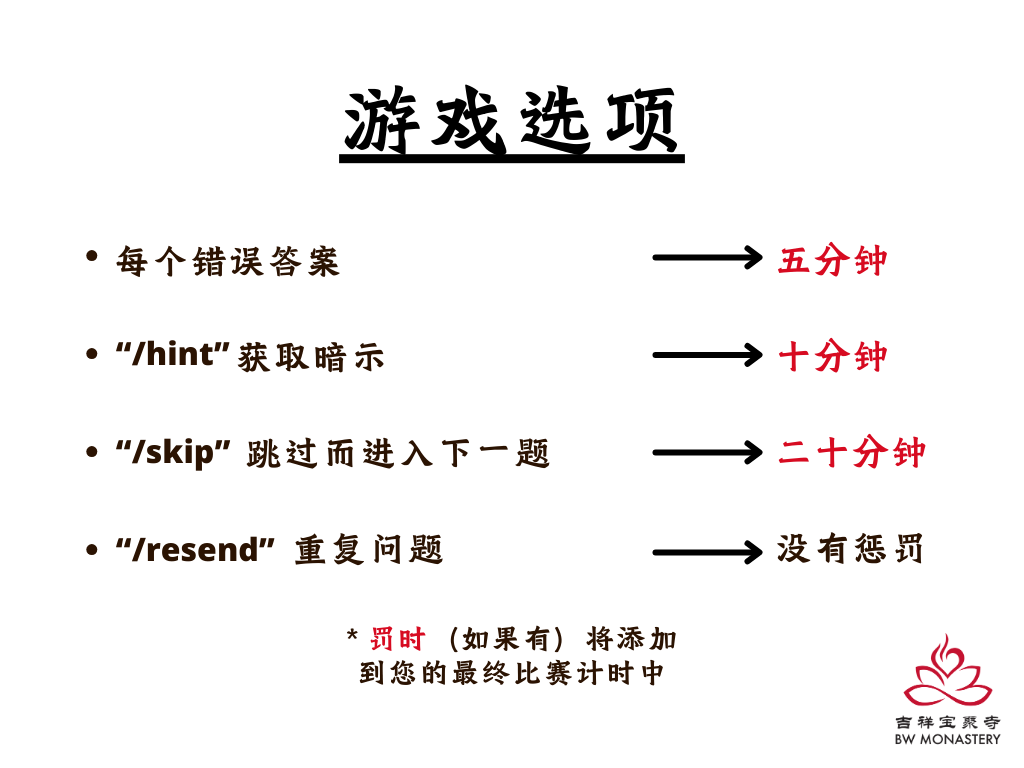 游戏选项
• 每个错误答案 → 五分钟
• “/hint” 获取暗示 → 十分钟
• “/skip” 跳过而进入下一题 → 二十分钟
• “/resend” 重复问题 → 没有惩罚
* 罚时 （如果有）将添加
到您的最终比赛计时中
吉祥宝聚寺
BW MONASTERY